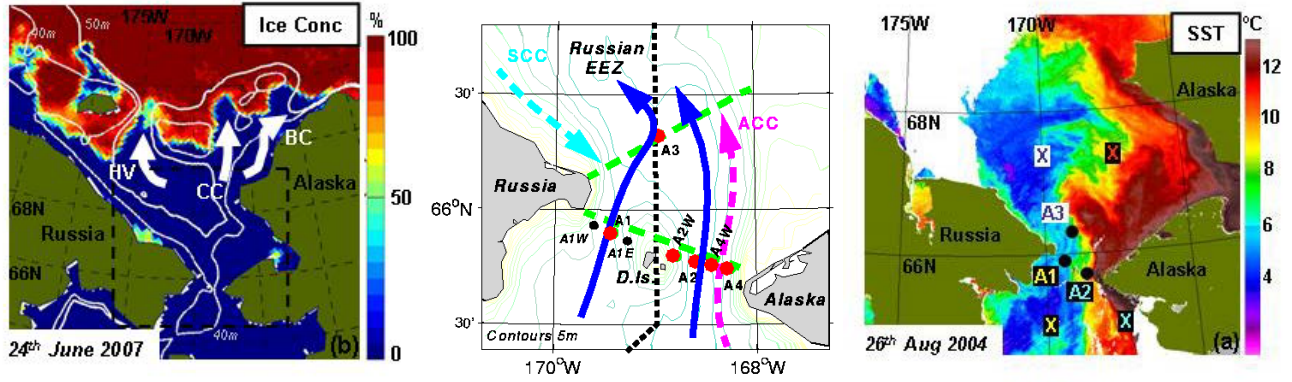 175W
170W
Ice Conc
%
100
40m
50m
HV
CC
BC
Alaska
50
68N
Russia
66N
40m
24th June 2007
(b)
0
SCC
Russian
EEZ
30'
ACC
A3
Russia
66°N
A1
A1W
A1E
A2W
A4W
D.Is
A2
A4
Alaska
30'
Contours 5m
170°W
168°W
175W
170W
SST
°C
12
Alaska
68N
10
X
X
A3
8
Russia
6
66N
A1
A2
Alaska
4
X
X
26th Aug 2004
(a)
2